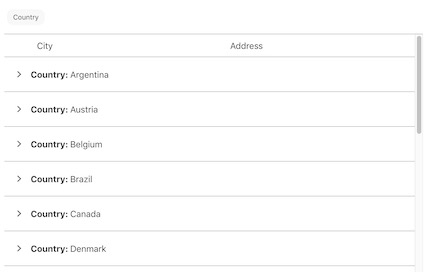 Country
City Address
Country: Argentina
Country: Austria
Country: Belgium
Country: Brazil
Country: Canada
Country: Denmark